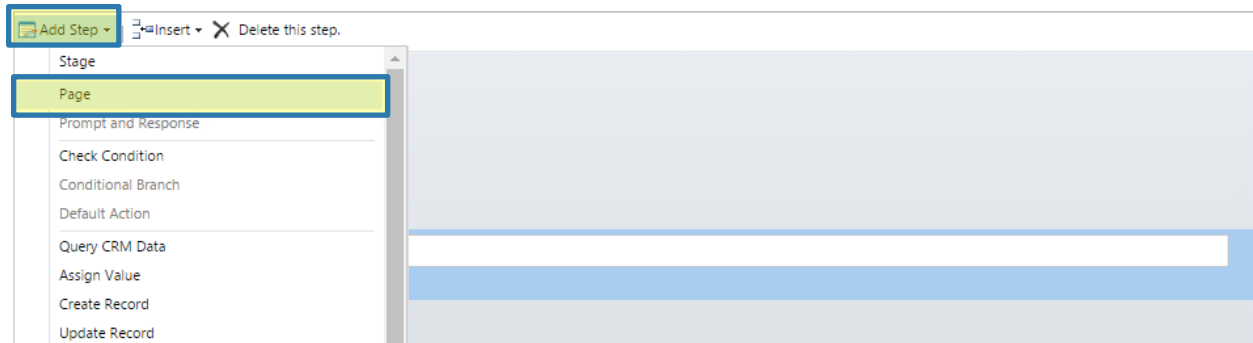 Add Step Insert Delete this step.
Stage
Page
Prompt and Response
Check Condition
Conditional Branch
Default Action
Query CRM Data
Assign Value
Create Record
Update Record